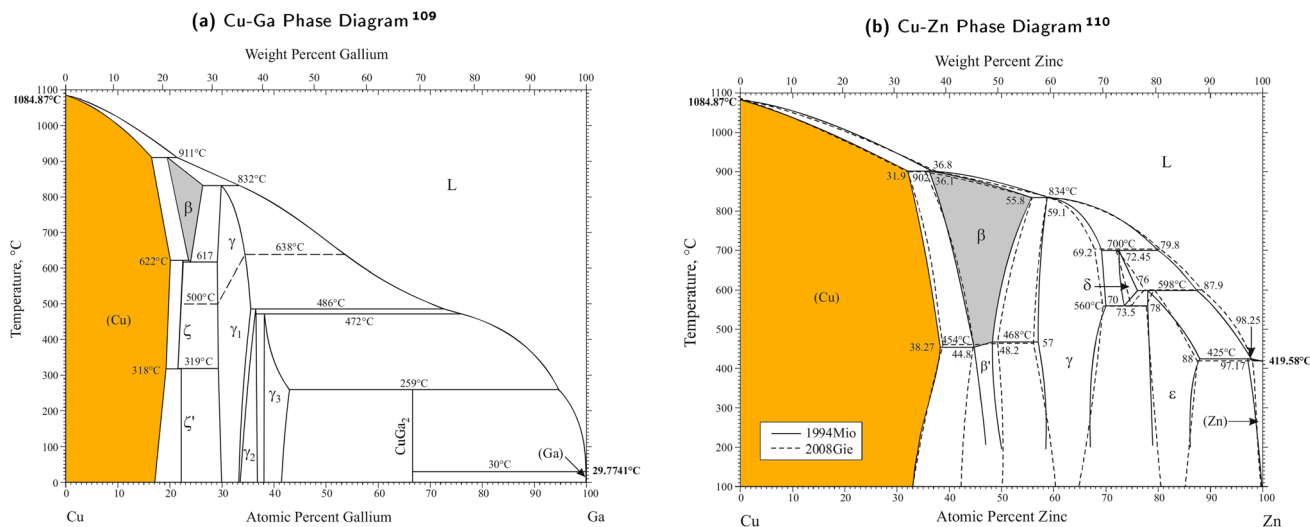 (a) Cu-Ga Phase Diagram 109
Weight Percent Gallium
0 10 20 30 40 50 60 70 80 90 100
1084.87°C
1100
1000
900
800
700
600
500
400
300
200
100
0
Temperature, °C
911°C
832°C
L
β
γ
638°C
622°C
617
500°C
(Cu)
ζ
γ1
486°C
472°C
318°C
319°C
259°C
γ3
ζ'
γ2
CuGa2
(Ga)
30°C
29.7741°C
0 10 20 30 40 50 60 70 80 90 100
Cu
Atomic Percent Gallium
Ga
(b) Cu-Zn Phase Diagram 110
Weight Percent Zinc
0 10 20 30 40 50 60 70 80 90 100
1084.87°C
1100
1000
900
800
700
600
500
400
300
200
100
Temperature, °C
L
36.8
31.9
902
36.1
834°C
55.8
59.1
β
700°C
79.8
69.2
72.45
76
δ
598°C
87.9
(Cu)
560°C
70
73.5
78
98.25
454°C
468°C
38.27
44.8
48.2
57
β'
γ
88
425°C
97.17
419.58°C
ε
(Zn)
1994Mio
2008Gie
0 10 20 30 40 50 60 70 80 90 100
Cu
Atomic Percent Zinc
Zn